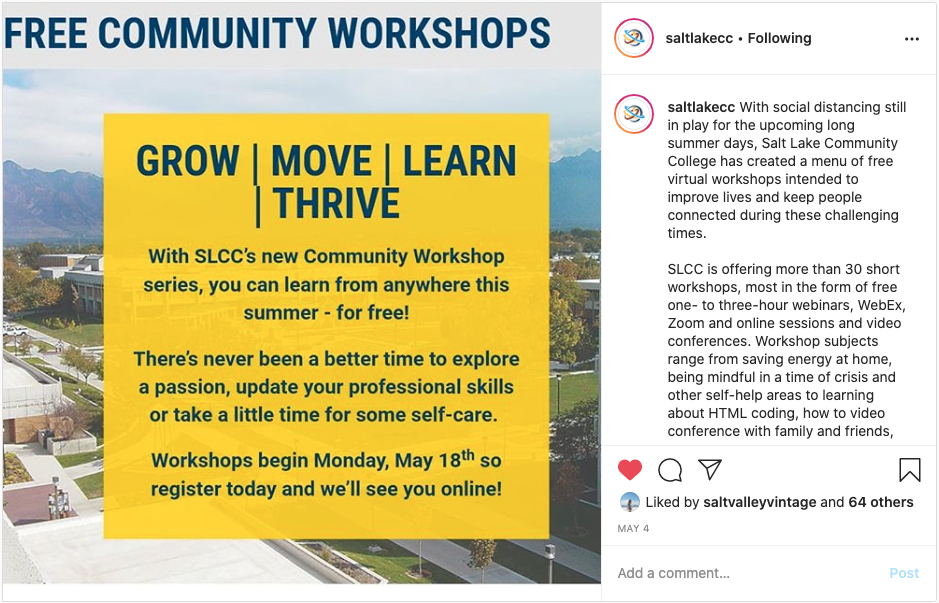 FREE COMMUNITY WORKSHOPS
GROW | MOVE | LEARN
| THRIVE
With SLCC's new Community Workshop
series, you can learn from anywhere this
summer - for free!
There's never been a better time to explore
a passion, update your professional skills
or take a little time for some self-care.
Workshops begin Monday, May 18th so
register today and we'll see you online!
saltlakecc • Following
saltlakecc With social distancing still
in play for the upcoming long
summer days, Salt Lake Community
College has created a menu of free
virtual workshops intended to
improve lives and keep people
connected during these challenging
times.
SLCC is offering more than 30 short
workshops, most in the form of free
one- to three-hour webinars, WebEx,
Zoom and online sessions and video
conferences. Workshop subjects
range from saving energy at home,
being mindful in a time of crisis and
other self-help areas to learning
about HTML coding, how to video
conference with family and friends,
Liked by saltvalleyvintage and 64 others
MAY 4
Add a comment...
Post